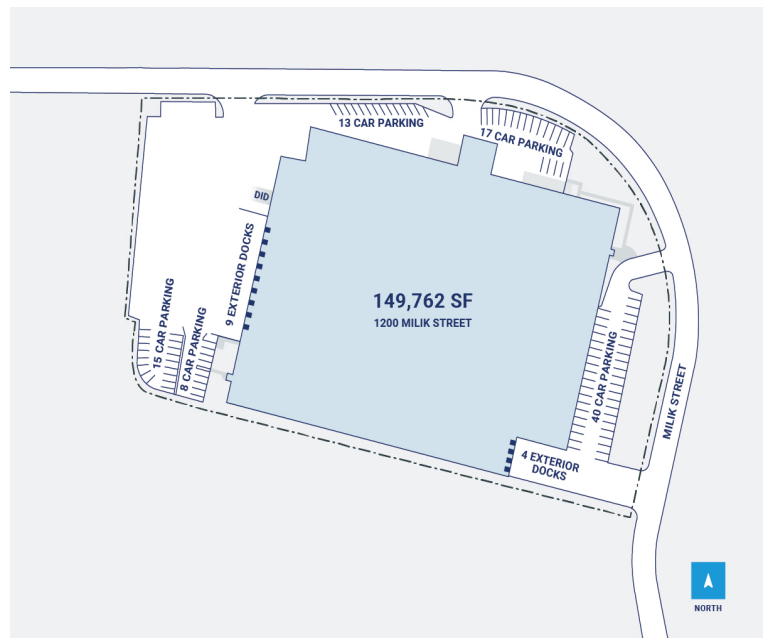 13 CAR PARKING
17 CAR PARKING
DID
9 EXTERIOR DOCKS
149,762 SF
1200 MILIK STREET
15 CAR PARKING
8 CAR PARKING
40 CAR PARKING
MILIK STREET
4 EXTERIOR
DOCKS
NORTH